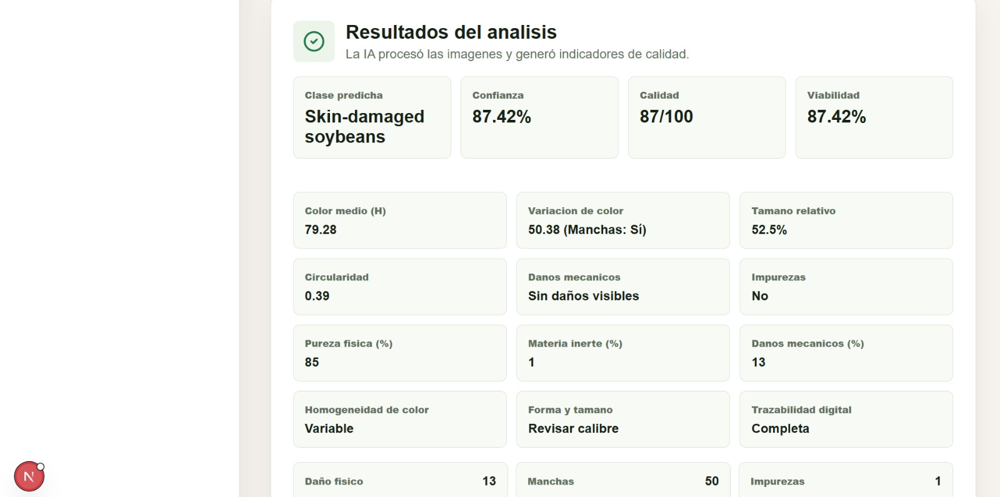 Resultados del analisis
La IA procesó las imagenes y generó indicadores de calidad.
Clase predicha
Skin-damaged
soybeans
Confianza
87.42%
Calidad
87/100
Viabilidad
87.42%
Color medio (H)
79.28
Variacion de color
50.38 (Manchas: Sí)
Tamano relativo
52.5%
Circularidad
0.39
Danos mecanicos
Sin daños visibles
Impurezas
No
Pureza fisica (%)
85
Materia inerte (%)
1
Danos mecanicos (%)
13
Homogeneidad de color
Variable
Forma y tamano
Revisar calibre
Trazabilidad digital
Completa
Daño fisico 13
Manchas 50
Impurezas 1
N